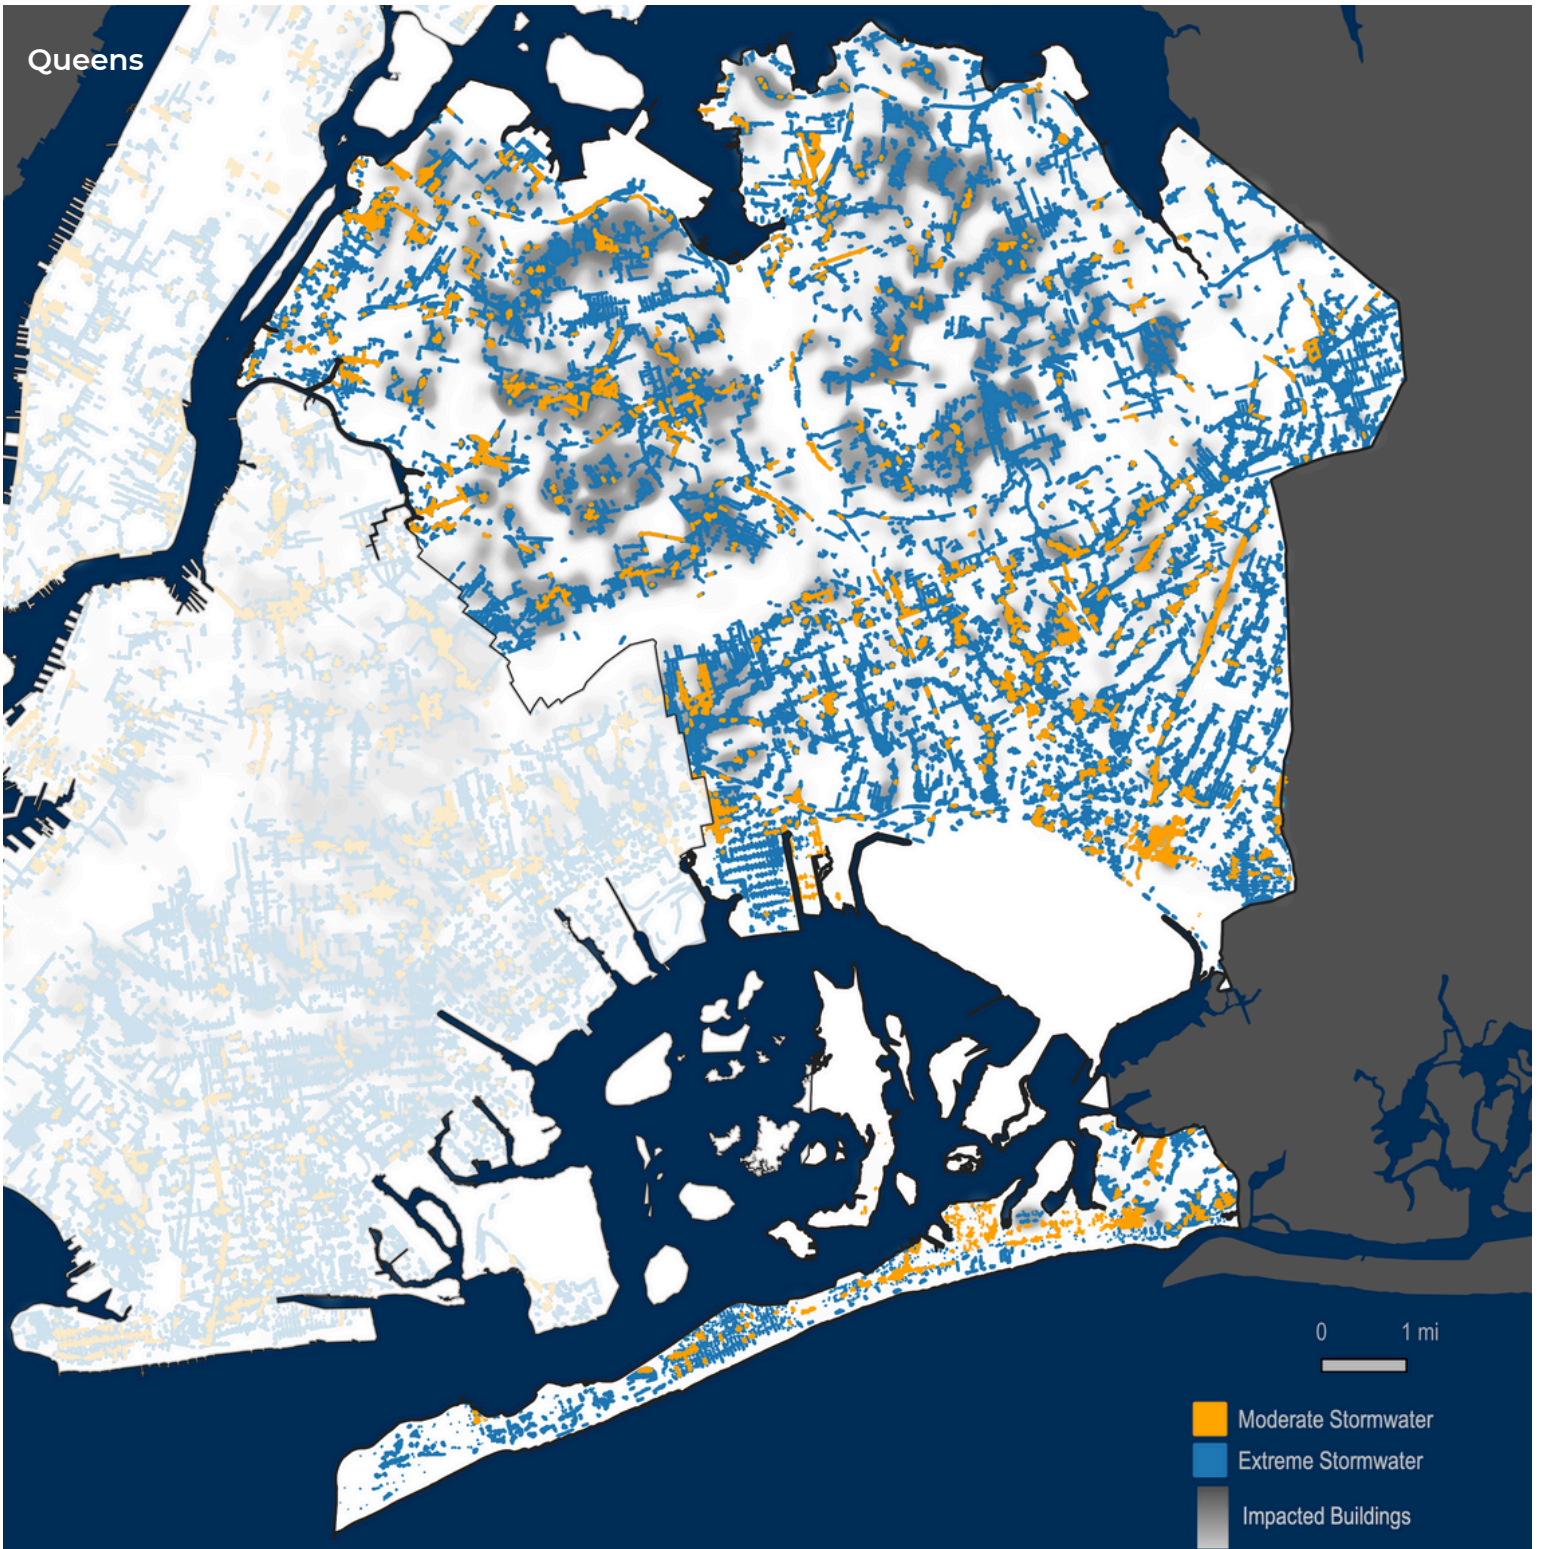 Queens
0 1 mi
Moderate Stormwater
Extreme Stormwater
Impacted Buildings